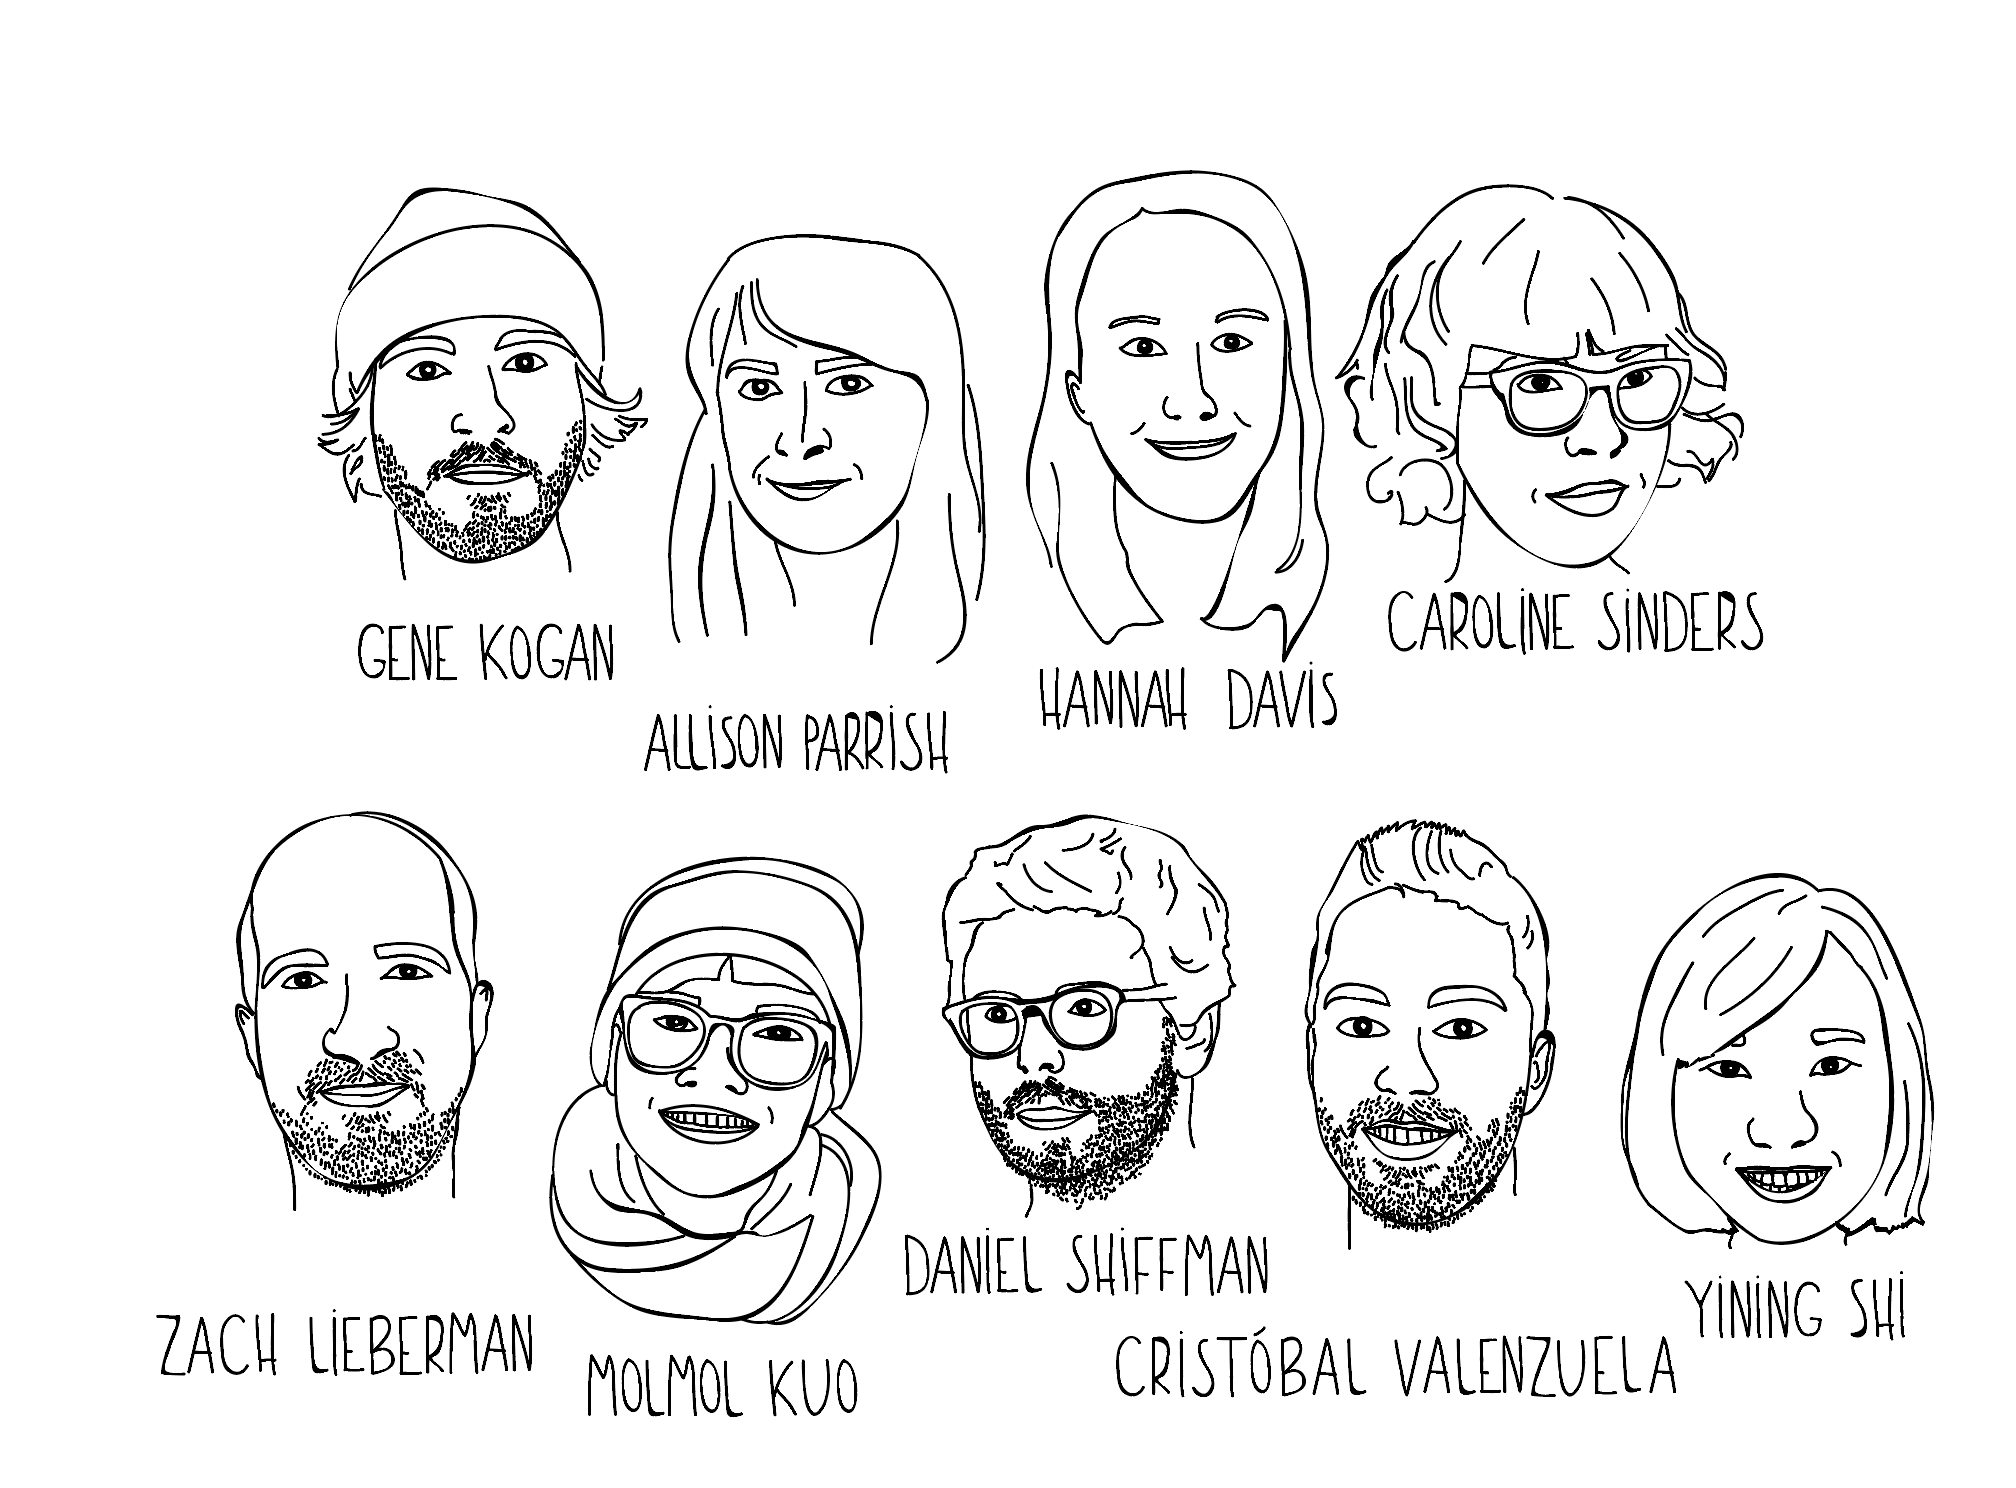 GENE KOGAN
ALLiSON PARRiSH
HANNAH DAViS
CAROLiNE SiNDERS
ZACH LiEBERMAN
MOLMOL KUO
DANiEL SHiFFMAN
CRiSTÓBAL VALENZUELA
YiNiNG SHi